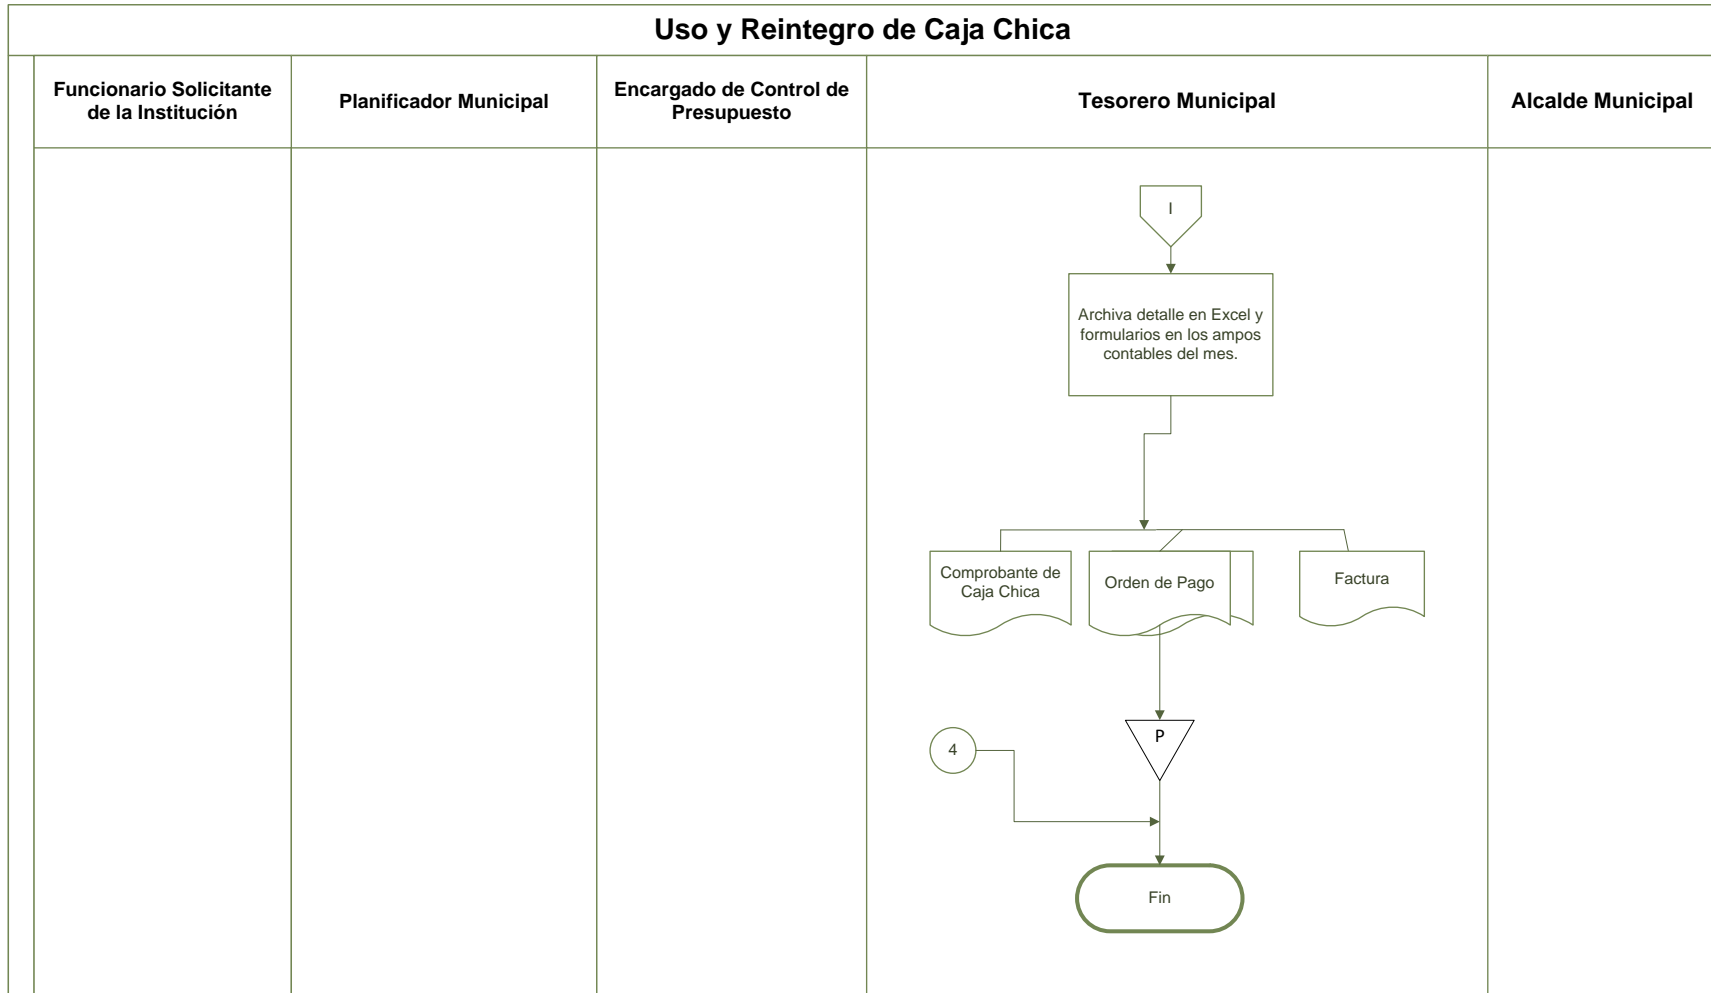 Uso y Reintegro de Caja Chica
Funcionario Solicitante
de la Institución
Planificador Municipal
Encargado de Control de
Presupuesto
Tesorero Municipal
Alcalde Municipal
I
Archiva detalle en Excel y
formularios en los ampos
contables del mes.
Comprobante de
Caja Chica
Orden de Pago
Factura
P
4
Fin